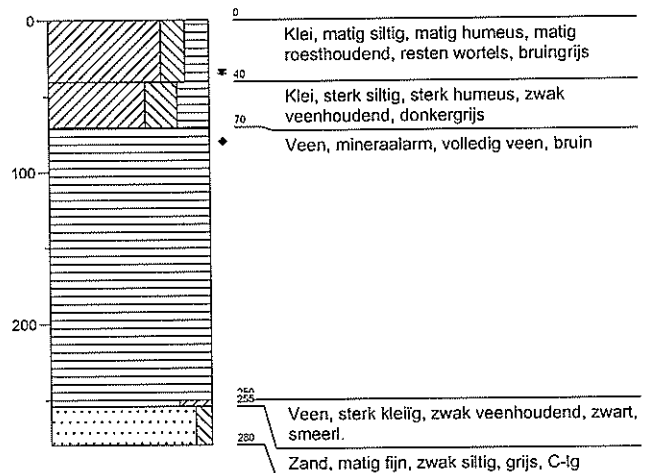 0
0
Klei, matig siltig, matig humeus, matig
roesthoudend, resten wortels, bruingrijs
40
Klei, sterk siltig, sterk humeus, zwak
veenhoudend, donkergrijs
70
Veen, mineraalarm, volledig veen, bruin
100
200
250
255
Veen, sterk kleiïg, zwak veenhoudend, zwart,
smeerl.
280
Zand, matig fijn, zwak siltig, grijs, C-lg